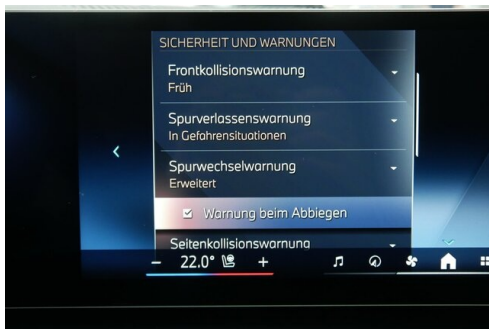 SICHERHEIT UND WARNUNGEN
Frontkollisionswarnung
Früh
Spurverlassenswarnung
In Gefahrensituationen
Spurwechselwarnung
Erweitert
Warnung beim Abbiegen
Seitenkollisionswarnung
− 22.0° +